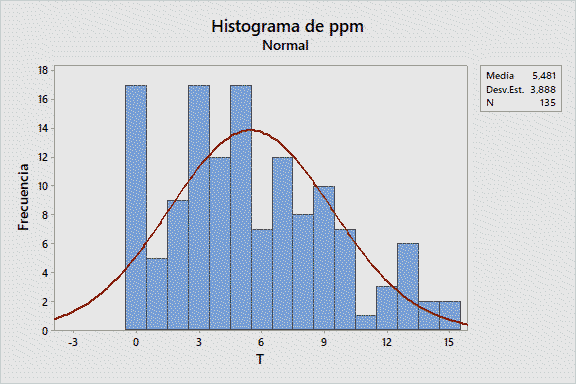 Histograma de ppm
Normal
18
16
14
12
10
8
6
4
2
0
Frecuencia
-3
0
3
6
9
12
15
T
Media 5,481
Desv.Est. 3,888
N 135